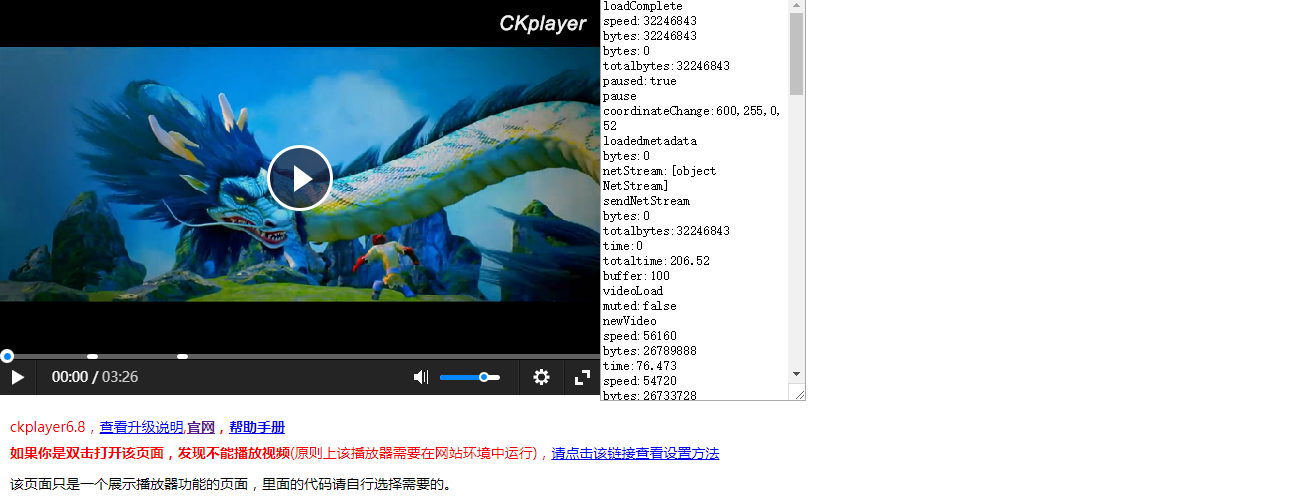 CKplayer
00:00 / 03:26
loadComplete
speed:32246843
bytes:32246843
bytes:0
totalbytes:32246843
paused:true
pause
coordinateChange:600,255,0,
52
loadedmetadata
bytes:0
netStream:[object
NetStream]
sendNetStream
bytes:0
totalbytes:32246843
time:0
totaltime:206.52
buffer:100
videoLoad
muted:false
newVideo
speed:56160
bytes:26789888
time:76.473
speed:54720
bytes:26733728
ckplayer6.8，查看升级说明,官网，帮助手册
如果你是双击打开该页面，发现不能播放视频(原则上该播放器需要在网站环境中运行)，请点击该链接查看设置方法
该页面只是一个展示播放器功能的页面，里面的代码请自行选择需要的。